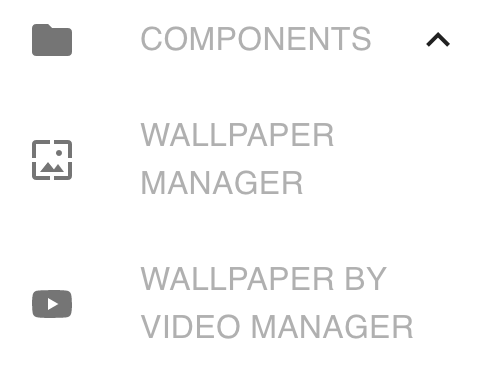 COMPONENTS
WALLPAPER
MANAGER
WALLPAPER BY
VIDEO MANAGER